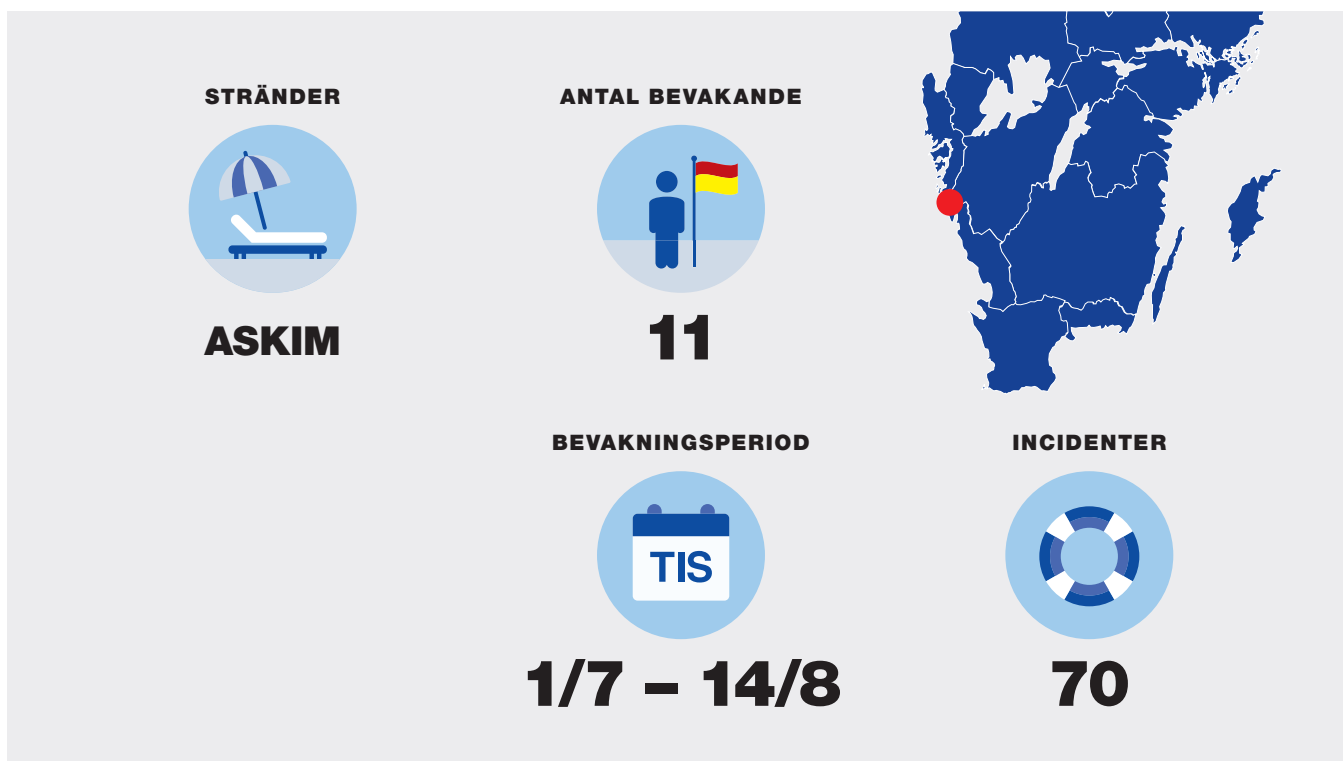 STRÄNDER
ASKIM
ANTAL BEVAKANDE
11
BEVAKNINGSPERIOD
TIS
1/7 – 14/8
INCIDENTER
70